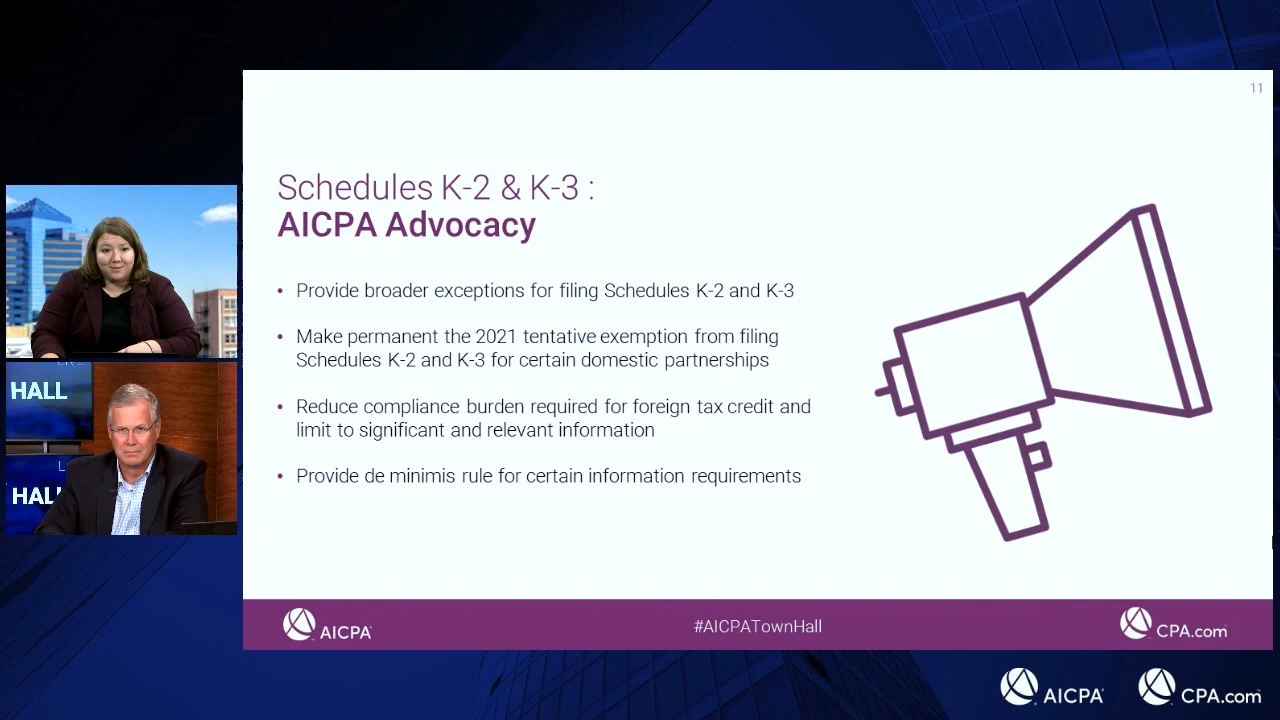 11
Schedules K-2 & K-3 :
AICPA Advocacy
• Provide broader exceptions for filing Schedules K-2 and K-3
• Make permanent the 2021 tentative exemption from filing
Schedules K-2 and K-3 for certain domestic partnerships
• Reduce compliance burden required for foreign tax credit and
limit to significant and relevant information
• Provide de minimis rule for certain information requirements
HALL
HAL
AICPA
#AICPATownHall
CPA.com
AICPA
CPA.com